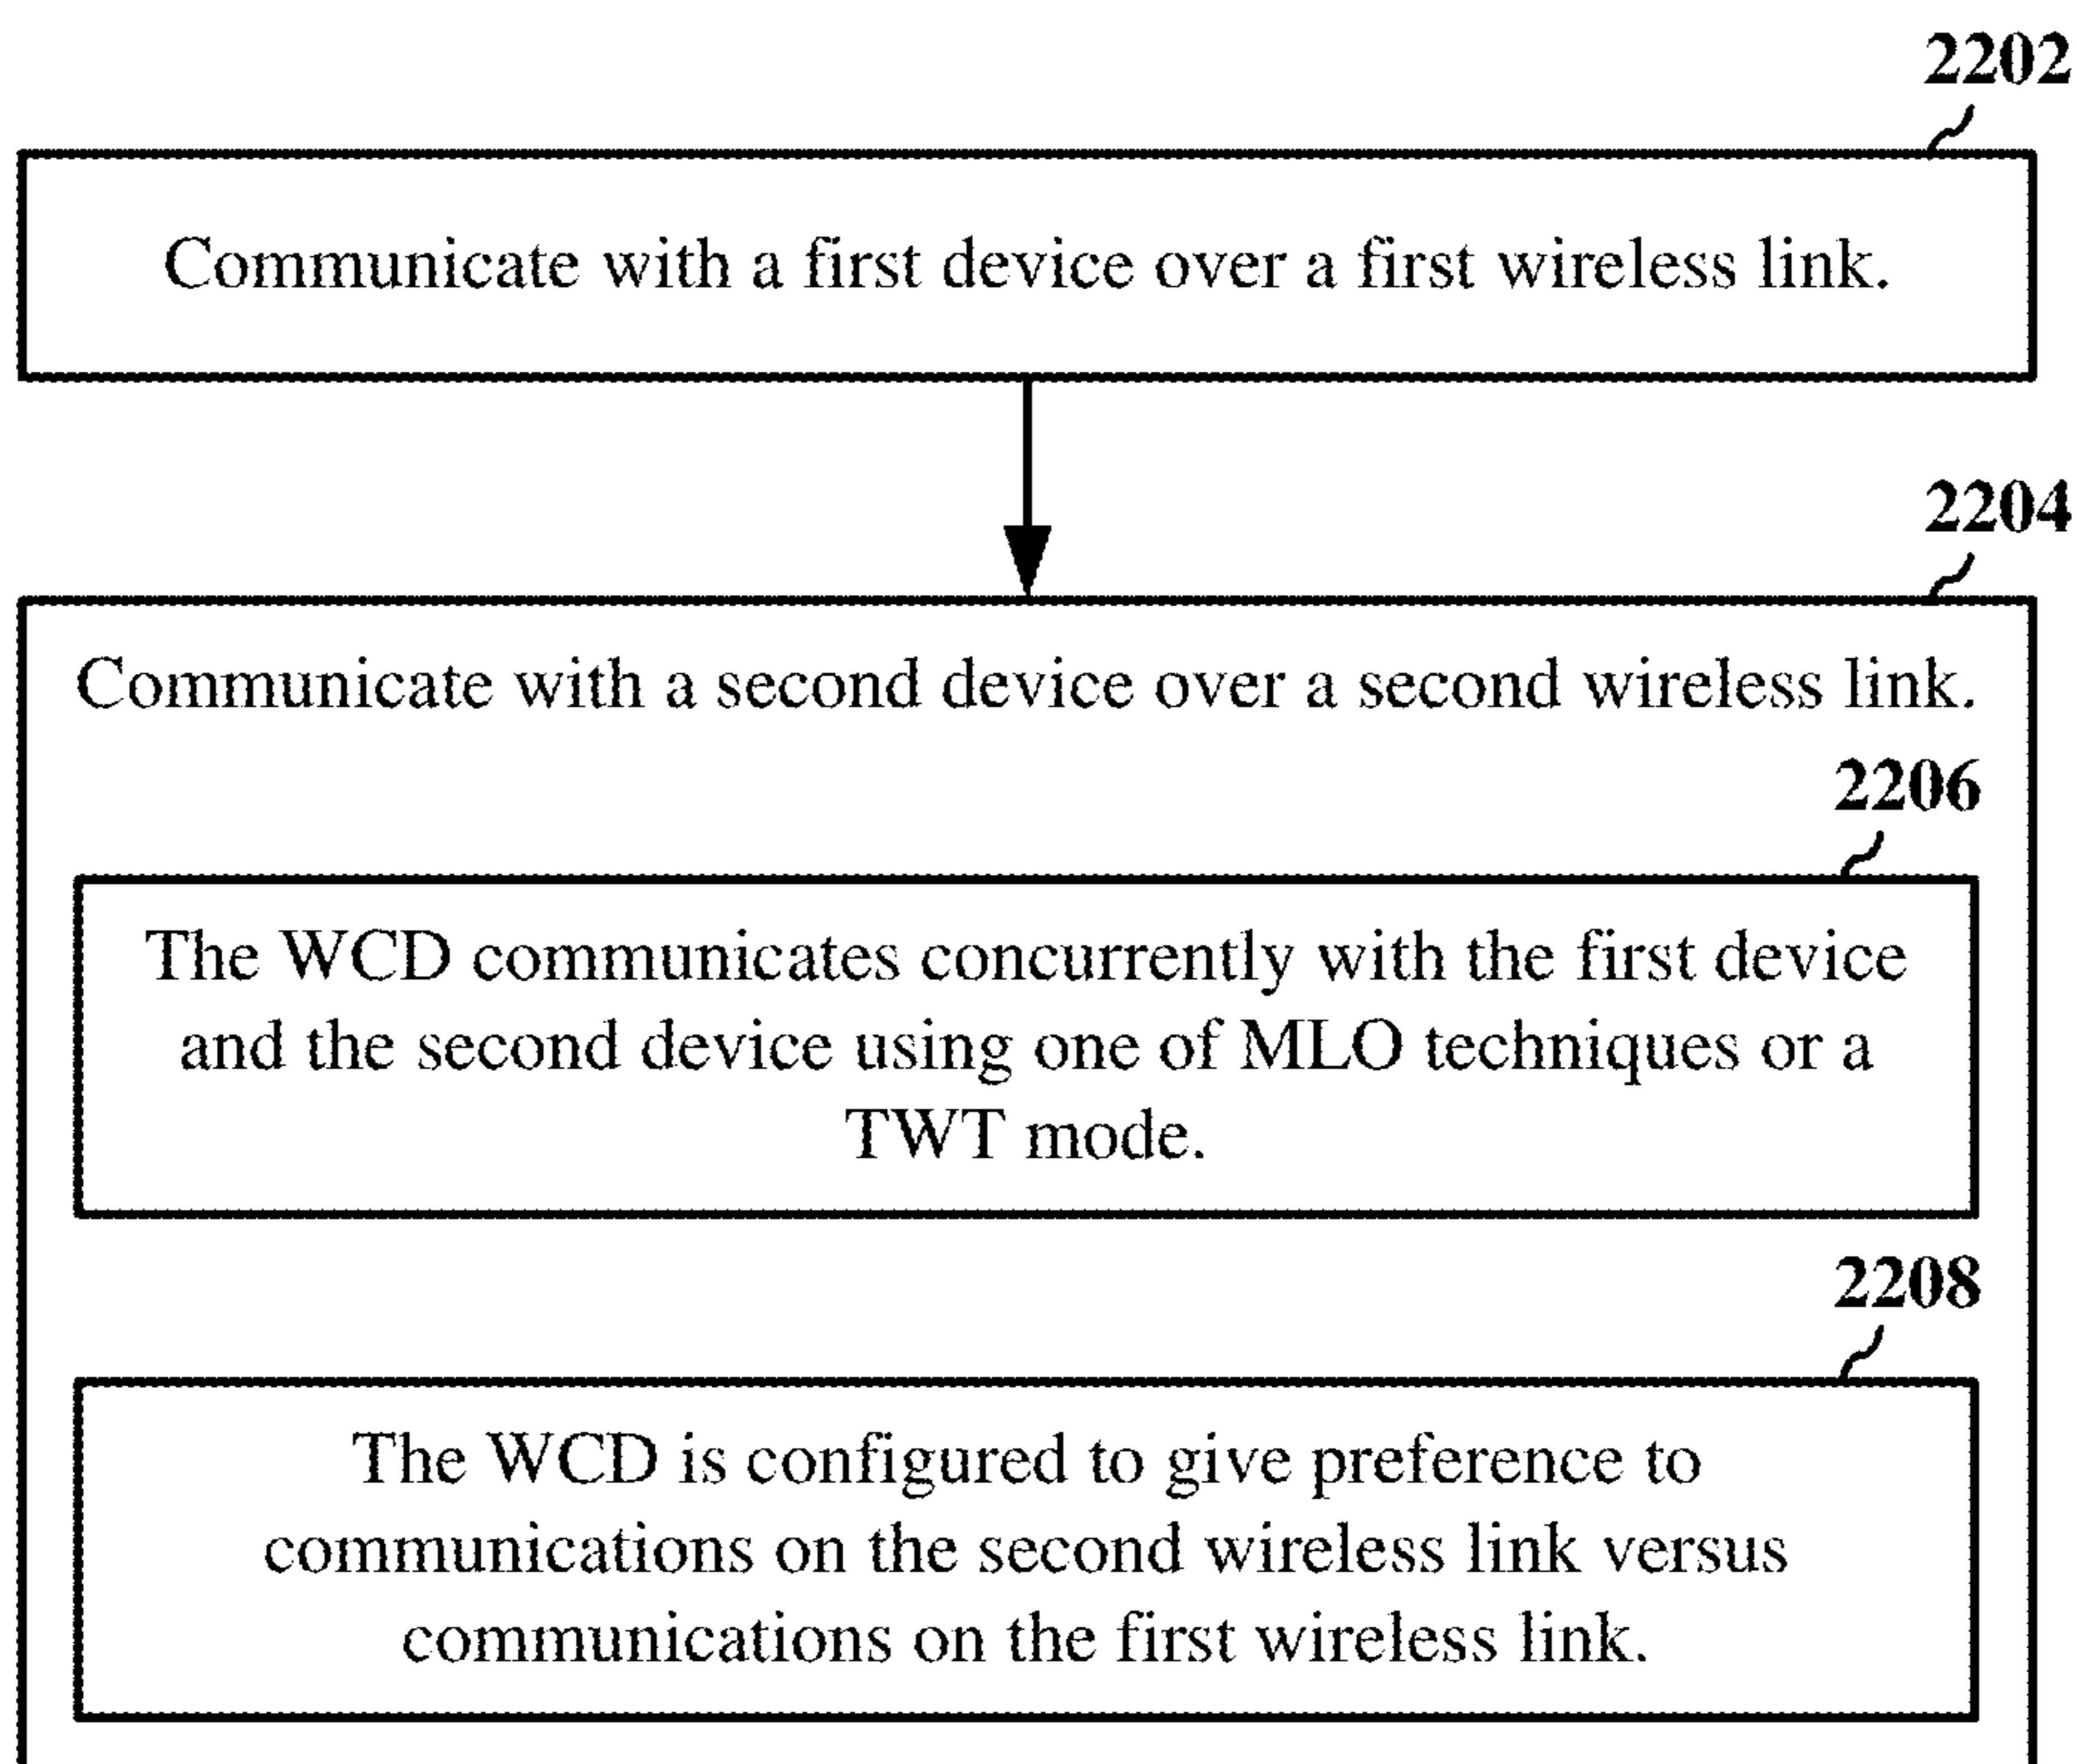 2202
Communicate with a first device over a first wireless link.
2204
Communicate with a second device over a second wireless link.
2206
The WCD communicates concurrently with the first device
and the second device using one of MLO techniques or a
TWT mode.
2208
The WCD is configured to give preference to
communications on the second wireless link versus
communications on the first wireless link.